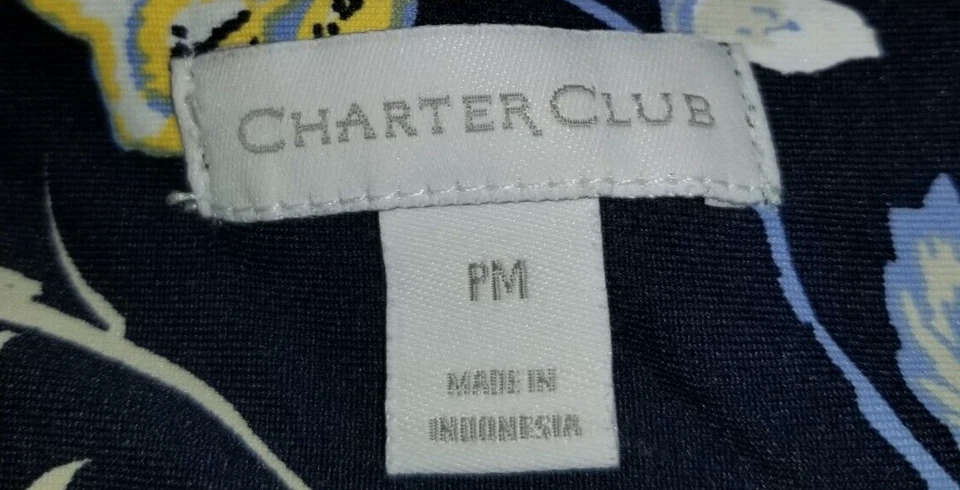 CHARTER CLUB
PM
MADE IN
INDONESIA